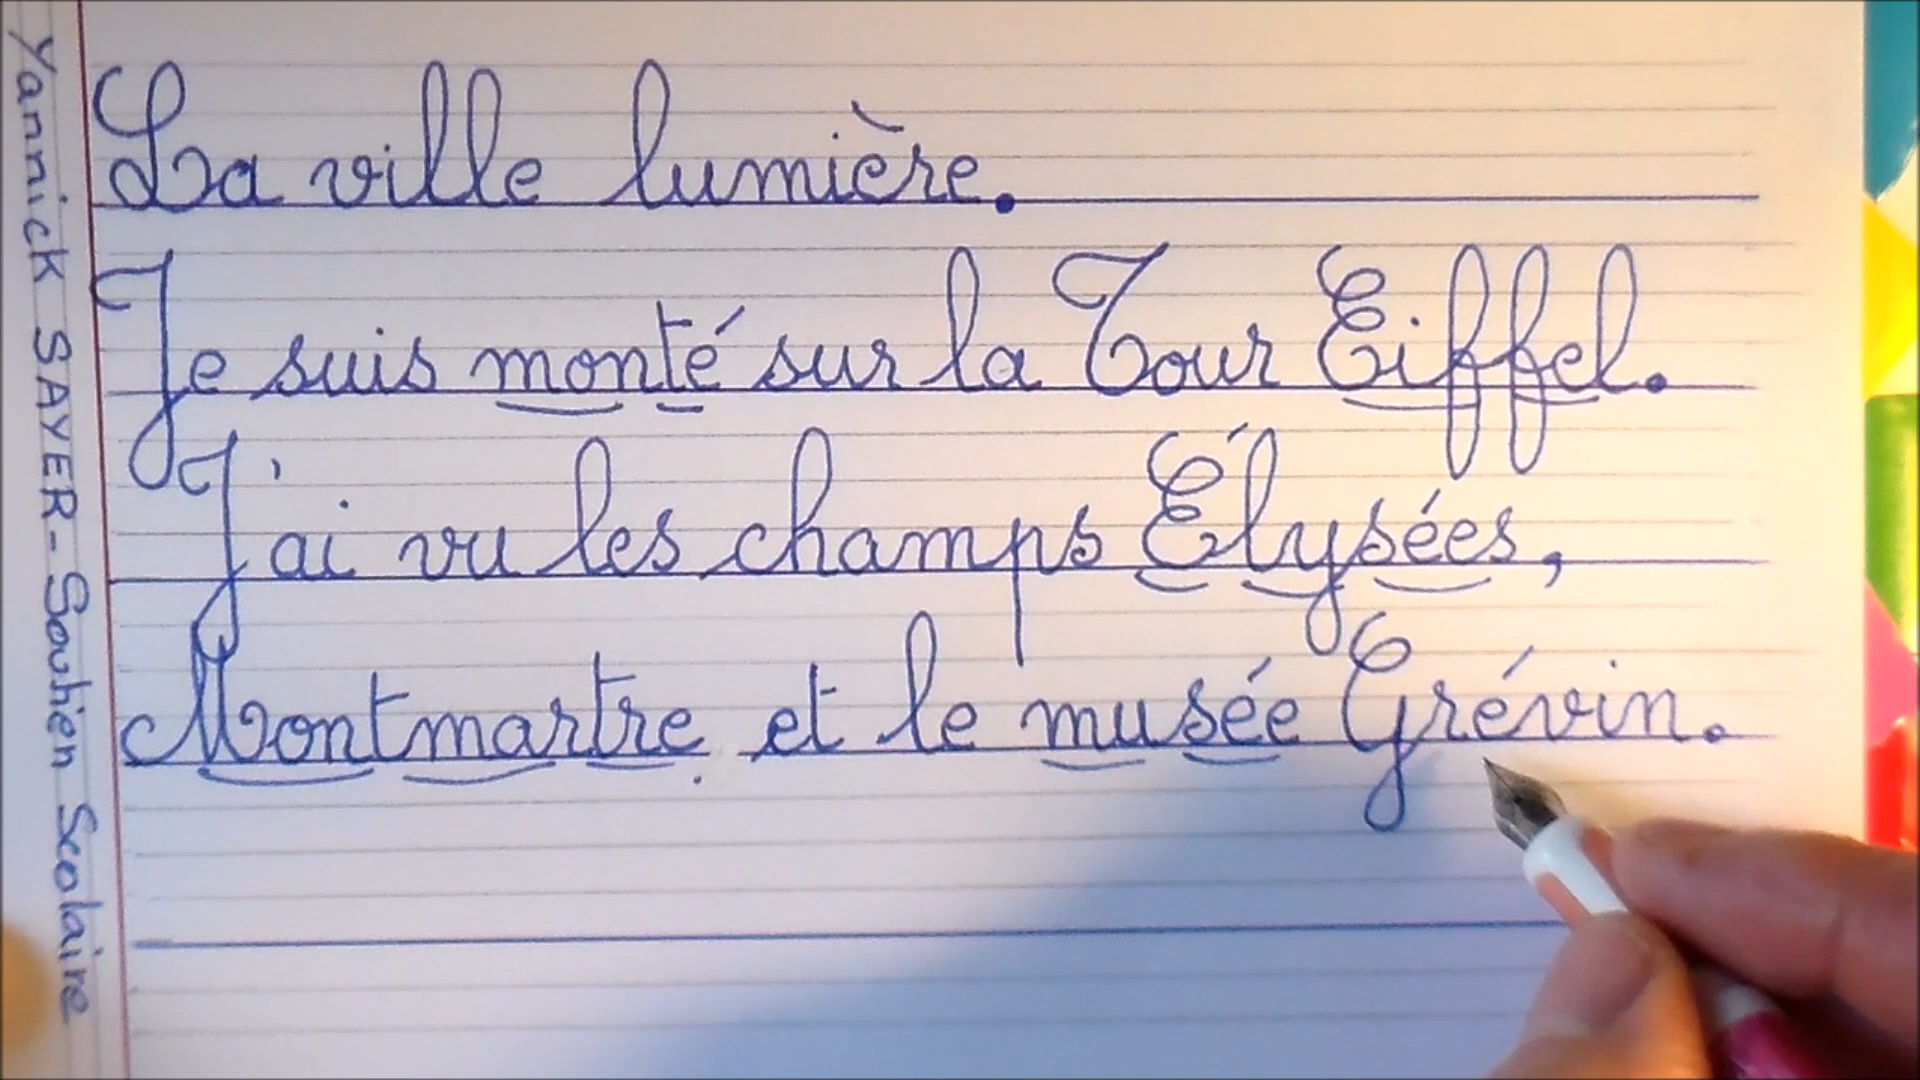 La ville lumière.
Je suis monté sur la Tour Eiffel.
J'ai vu les champs Élysées,
Montmartre et le musée Grévin.
Yannick SAYER - Soutien Scolaire